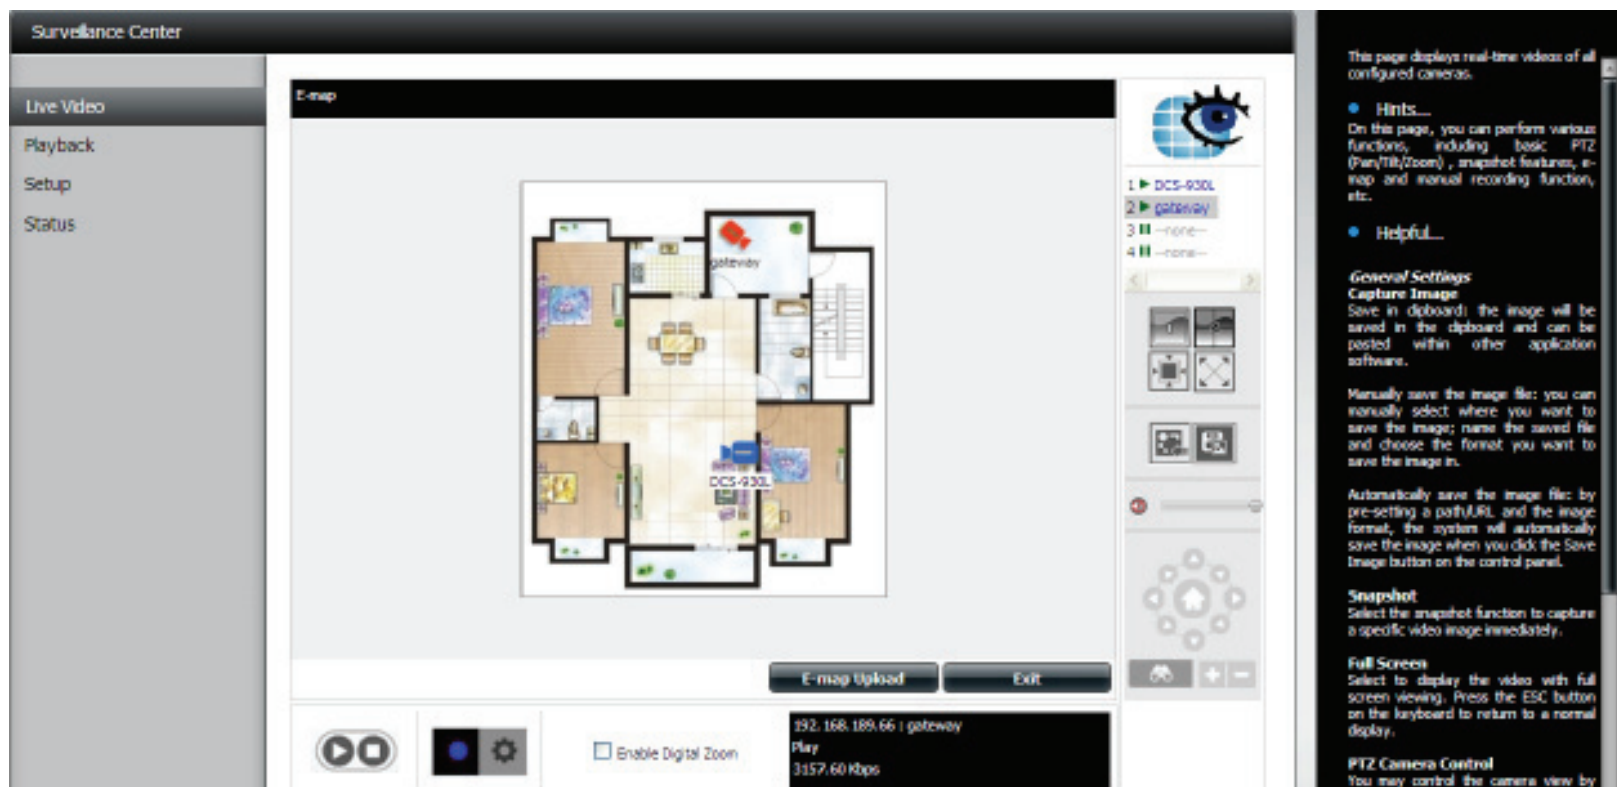 Surveillance Center
Live Video
Playback
Setup
Status
E-map
gateway
DCS-930L
E-map Upload
Exit
Enable Digital Zoom
192.168.189.66 : gateway
Play
3157.60 Kbps
1 DCS-930L
2 gateway
3 --none--
4 --none--
This page displays real-time videos of all
configured cameras.
Hints...
On this page, you can perform various
functions, including basic PTZ
(Pan/Tilt/Zoom) , snapshot features, e-
map and manual recording function,
etc.
Helpful...
General Settings
Capture Image
Save in clipboard: the image will be
saved in the clipboard and can be
pasted within other application
software.
Manually save the image file: you can
manually select where you want to
save the image; name the saved file
and choose the format you want to
save the image in.
Automatically save the image file: by
pre-setting a path/URL and the image
format, the system will automatically
save the image when you click the Save
Image button on the control panel.
Snapshot
Select the snapshot function to capture
a specific video image immediately.
Full Screen
Select to display the video with full
screen viewing. Press the ESC button
on the keyboard to return to a normal
display.
PTZ Camera Control
You may control the camera view by